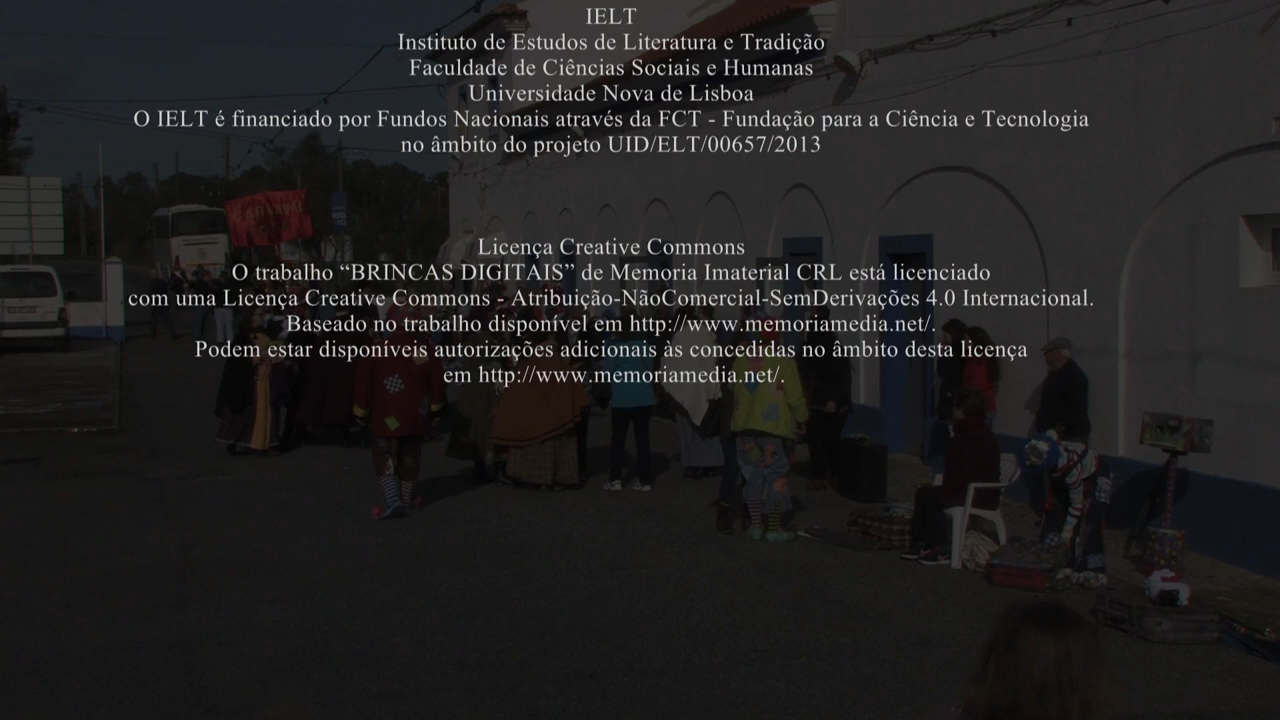 IELT
Instituto de Estudos de Literatura e Tradição
Faculdade de Ciências Sociais e Humanas
Universidade Nova de Lisboa
O IELT é financiado por Fundos Nacionais através da FCT - Fundação para a Ciência e Tecnologia
no âmbito do projeto UID/ELT/00657/2013
Licença Creative Commons
O trabalho “BRINCAS DIGITAIS” de Memoria Imaterial CRL está licenciado
com uma Licença Creative Commons - Atribuição-NãoComercial-SemDerivações 4.0 Internacional.
Baseado no trabalho disponível em http://www.memoriamedia.net/.
Podem estar disponíveis autorizações adicionais às concedidas no âmbito desta licença
em http://www.memoriamedia.net/.